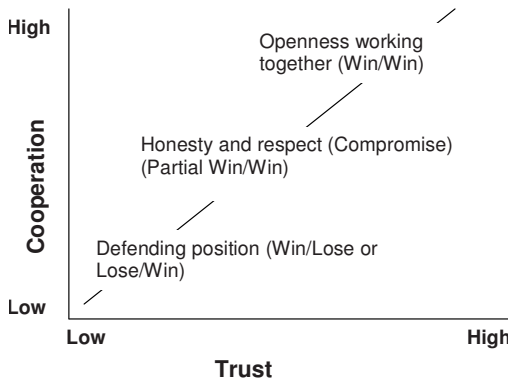 High
Openness working
together (Win/Win)
Honesty and respect (Compromise)
(Partial Win/Win)
Cooperation
Defending position (Win/Lose or
Lose/Win)
Low
Low
High
Trust